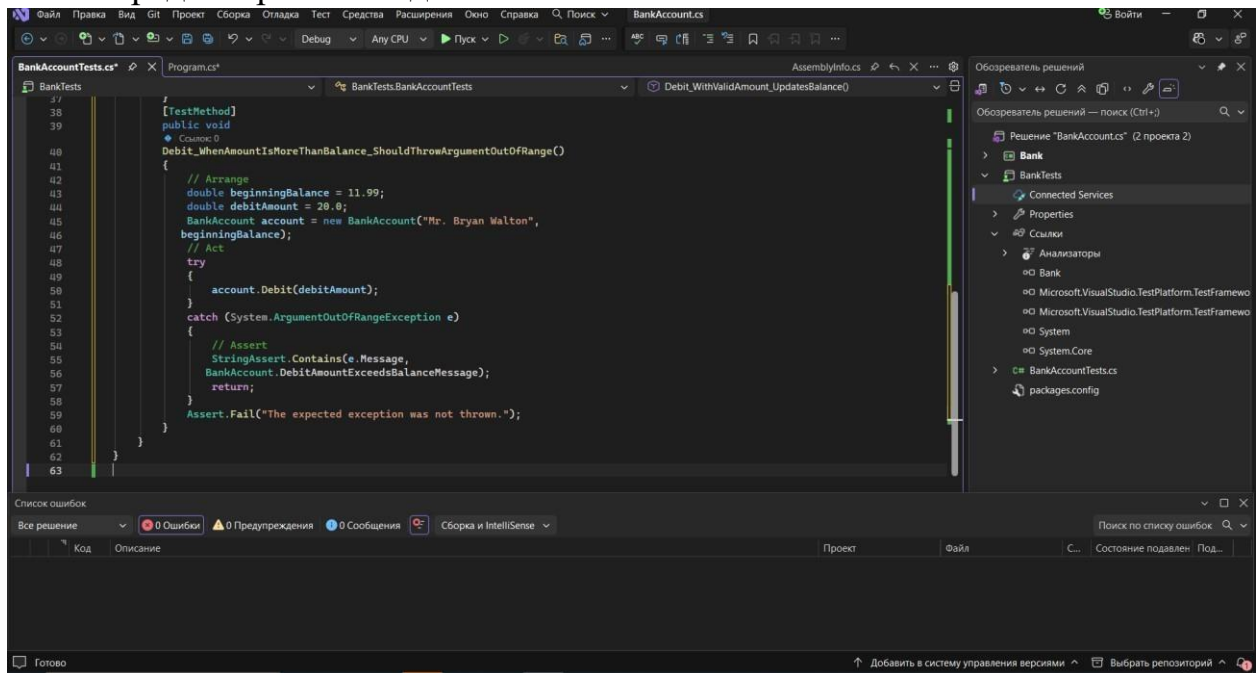 Файл Правка Вид Git Проект Сборка Отладка Тест Средства Расширения Окно Справка Поиск BankAccount.cs Войти
Debug Any CPU Пуск
BankAccountTests.cs* Program.cs* AssemblyInfo.cs Обозреватель решений
BankTests BankTests.BankAccountTests Debit_WithValidAmount_UpdatesBalance()
Обозреватель решений — поиск (Ctrl+;)
Решение "BankAccount.cs" (2 проекта 2)
Bank
BankTests
Connected Services
Properties
Ссылки
Анализаторы
Bank
Microsoft.VisualStudio.TestPlatform.TestFramewo
Microsoft.VisualStudio.TestPlatform.TestFramewo
System
System.Core
C# BankAccountTests.cs
packages.config
37 }
38 [TestMethod]
39 public void
Ссылок: 0
40 Debit_WhenAmountIsMoreThanBalance_ShouldThrowArgumentOutOfRange()
41 {
42 // Arrange
43 double beginningBalance = 11.99;
44 double debitAmount = 20.0;
45 BankAccount account = new BankAccount("Mr. Bryan Walton",
46 beginningBalance);
47 // Act
48 try
49 {
50 account.Debit(debitAmount);
51 }
52 catch (System.ArgumentOutOfRangeException e)
53 {
54 // Assert
55 StringAssert.Contains(e.Message,
56 BankAccount.DebitAmountExceedsBalanceMessage);
57 return;
58 }
59 Assert.Fail("The expected exception was not thrown.");
60 }
61 }
62 }
63
Список ошибок
Все решение 0 Ошибки 0 Предупреждения 0 Сообщения Сборка и IntelliSense Поиск по списку ошибок
Код Описание Проект Файл С... Состояние подавлен Под...
Готово Добавить в систему управления версиями Выбрать репозиторий 1